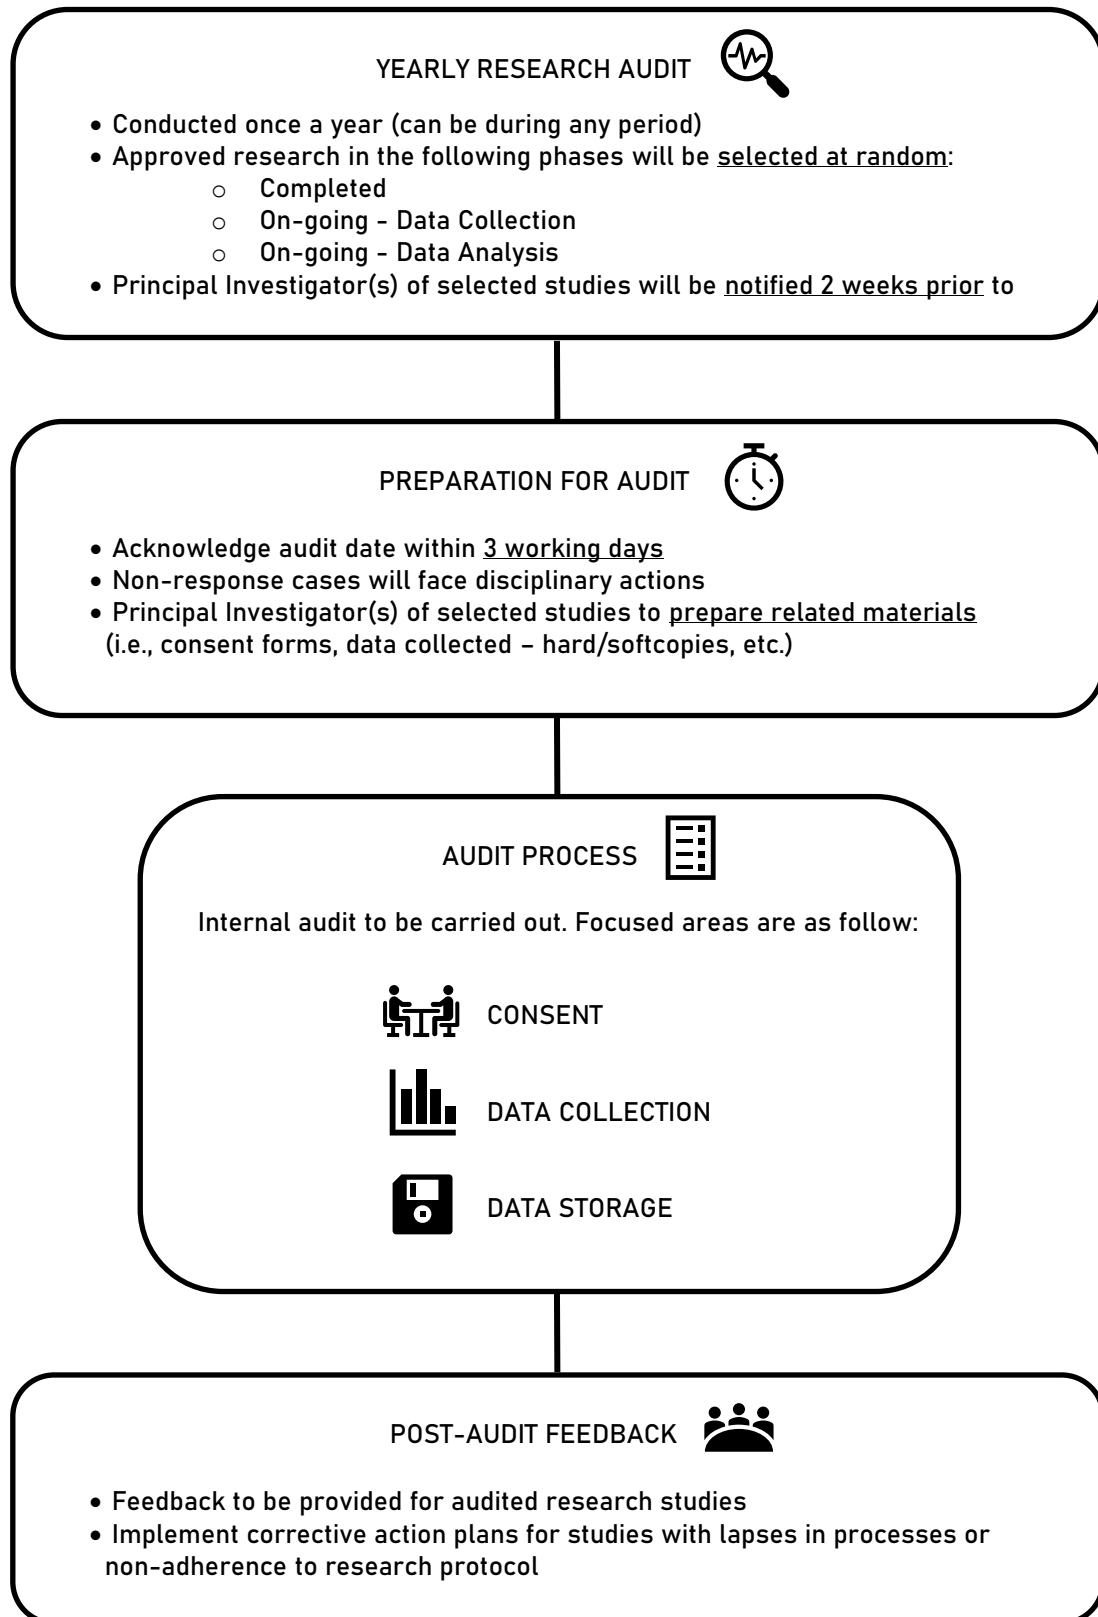 YEARLY RESEARCH AUDIT
• Conducted once a year (can be during any period)
• Approved research in the following phases will be selected at random:
o Completed
o On-going - Data Collection
o On-going - Data Analysis
• Principal Investigator(s) of selected studies will be notified 2 weeks prior to
PREPARATION FOR AUDIT
• Acknowledge audit date within 3 working days
• Non-response cases will face disciplinary actions
• Principal Investigator(s) of selected studies to prepare related materials
(i.e., consent forms, data collected – hard/softcopies, etc.)
AUDIT PROCESS
Internal audit to be carried out. Focused areas are as follow:
CONSENT
DATA COLLECTION
DATA STORAGE
POST-AUDIT FEEDBACK
• Feedback to be provided for audited research studies
• Implement corrective action plans for studies with lapses in processes or
non-adherence to research protocol